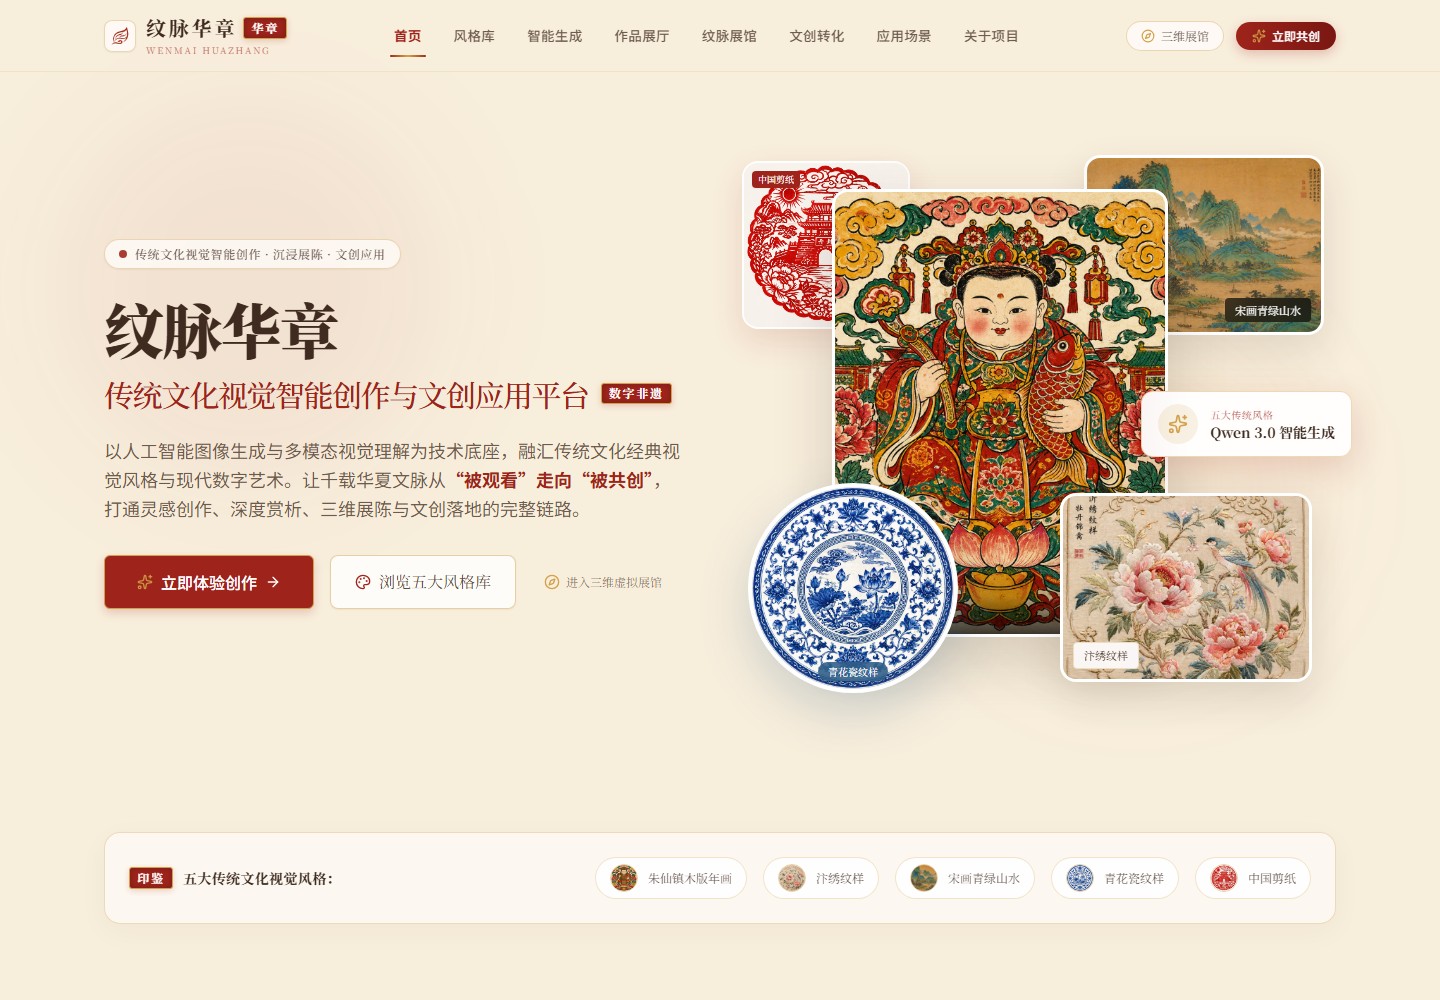 纹脉华章 华章
WENMAI HUAZHANG
首页 风格库 智能生成 作品展厅 纹脉展馆 文创转化 应用场景 关于项目
三维展馆 立即共创
传统文化视觉智能创作 · 沉浸展陈 · 文创应用
纹脉华章
传统文化视觉智能创作与文创应用平台 数字非遗
以人工智能图像生成与多模态视觉理解为技术底座，融汇传统文化经典视
觉风格与现代数字艺术。让千载华夏文脉从“被观看”走向“被共创”，
打通灵感创作、深度赏析、三维展陈与文创落地的完整链路。
立即体验创作 浏览五大风格库 进入三维虚拟展馆
中国剪纸
宋画青绿山水
五大传统风格
Qwen 3.0 智能生成
牡丹锦禽
汴绣纹样
青花瓷纹样
印鉴 五大传统文化视觉风格：
朱仙镇木版年画 汴绣纹样 宋画青绿山水 青花瓷纹样 中国剪纸